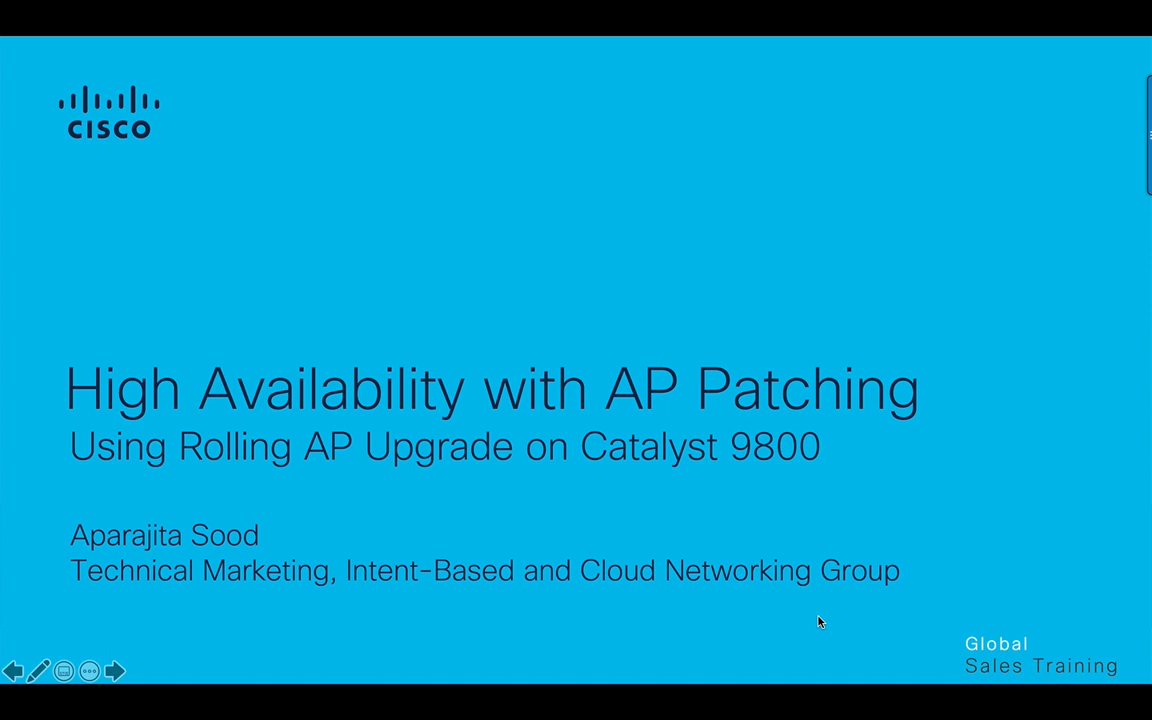 CISCO
High Availability with AP Patching
Using Rolling AP Upgrade on Catalyst 9800
Aparajita Sood
Technical Marketing, Intent-Based and Cloud Networking Group
Global
Sales Training